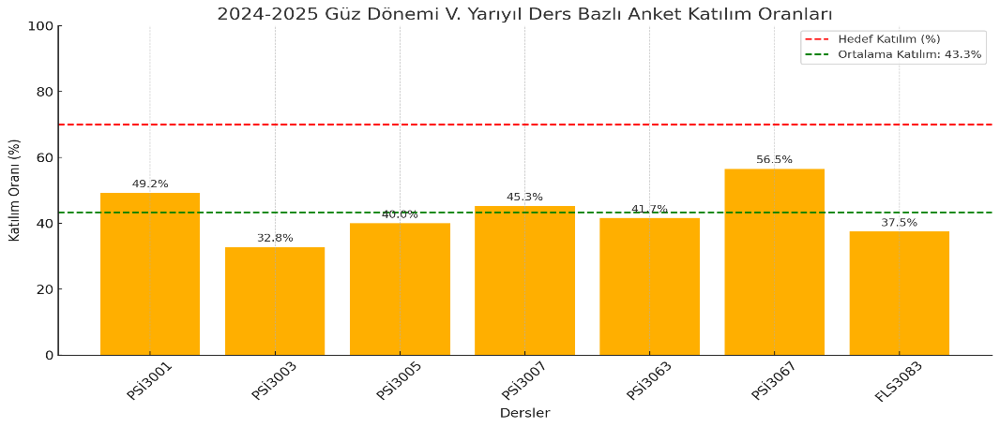 2024-2025 Güz Dönemi V. Yarıyıl Ders Bazlı Anket Katılım Oranları
Hedef Katılım (%)
Ortalama Katılım: 43.3%
Katılım Oranı (%)
100
80
60
40
20
0
49.2%
32.8%
40.0%
45.3%
41.7%
56.5%
37.5%
PSİ3001
PSİ3003
PSİ3005
PSİ3007
PSİ3063
PSİ3067
FLS3083
Dersler